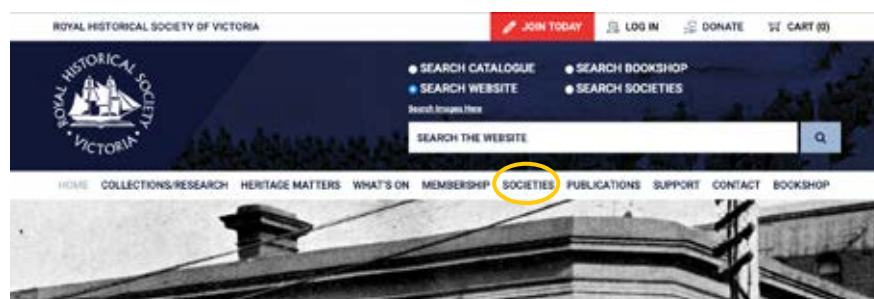 ROYAL HISTORICAL SOCIETY OF VICTORIA
JOIN TODAY
LOG IN
DONATE
CART (0)
ROYAL HISTORICAL SOCIETY
VICTORIA
SEARCH CATALOGUE
SEARCH BOOKSHOP
SEARCH WEBSITE
SEARCH SOCIETIES
Search Images Here
SEARCH THE WEBSITE
HOME COLLECTIONS/RESEARCH HERITAGE MATTERS WHAT'S ON MEMBERSHIP SOCIETIES PUBLICATIONS SUPPORT CONTACT BOOKSHOP